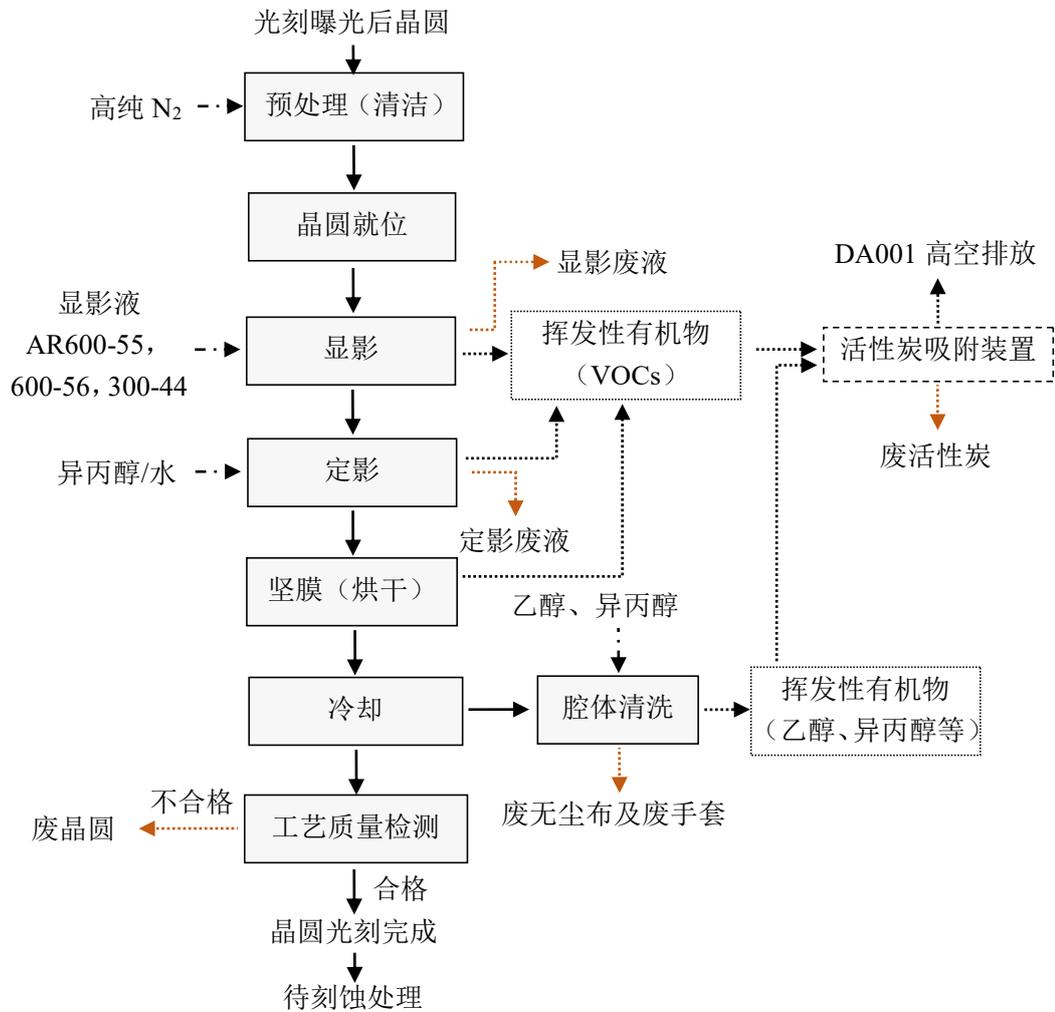 光刻曝光后晶圆
高纯 N₂
预处理（清洁）
晶圆就位
显影废液
DA001 高空排放
显影液
AR600-55，
600-56，300-44
显影
挥发性有机物
（VOCs）
活性炭吸附装置
废活性炭
异丙醇/水
定影
定影废液
坚膜（烘干）
乙醇、异丙醇
冷却
腔体清洗
挥发性有机物
（乙醇、异丙醇等）
不合格
废晶圆
工艺质量检测
废无尘布及废手套
合格
晶圆光刻完成
待刻蚀处理